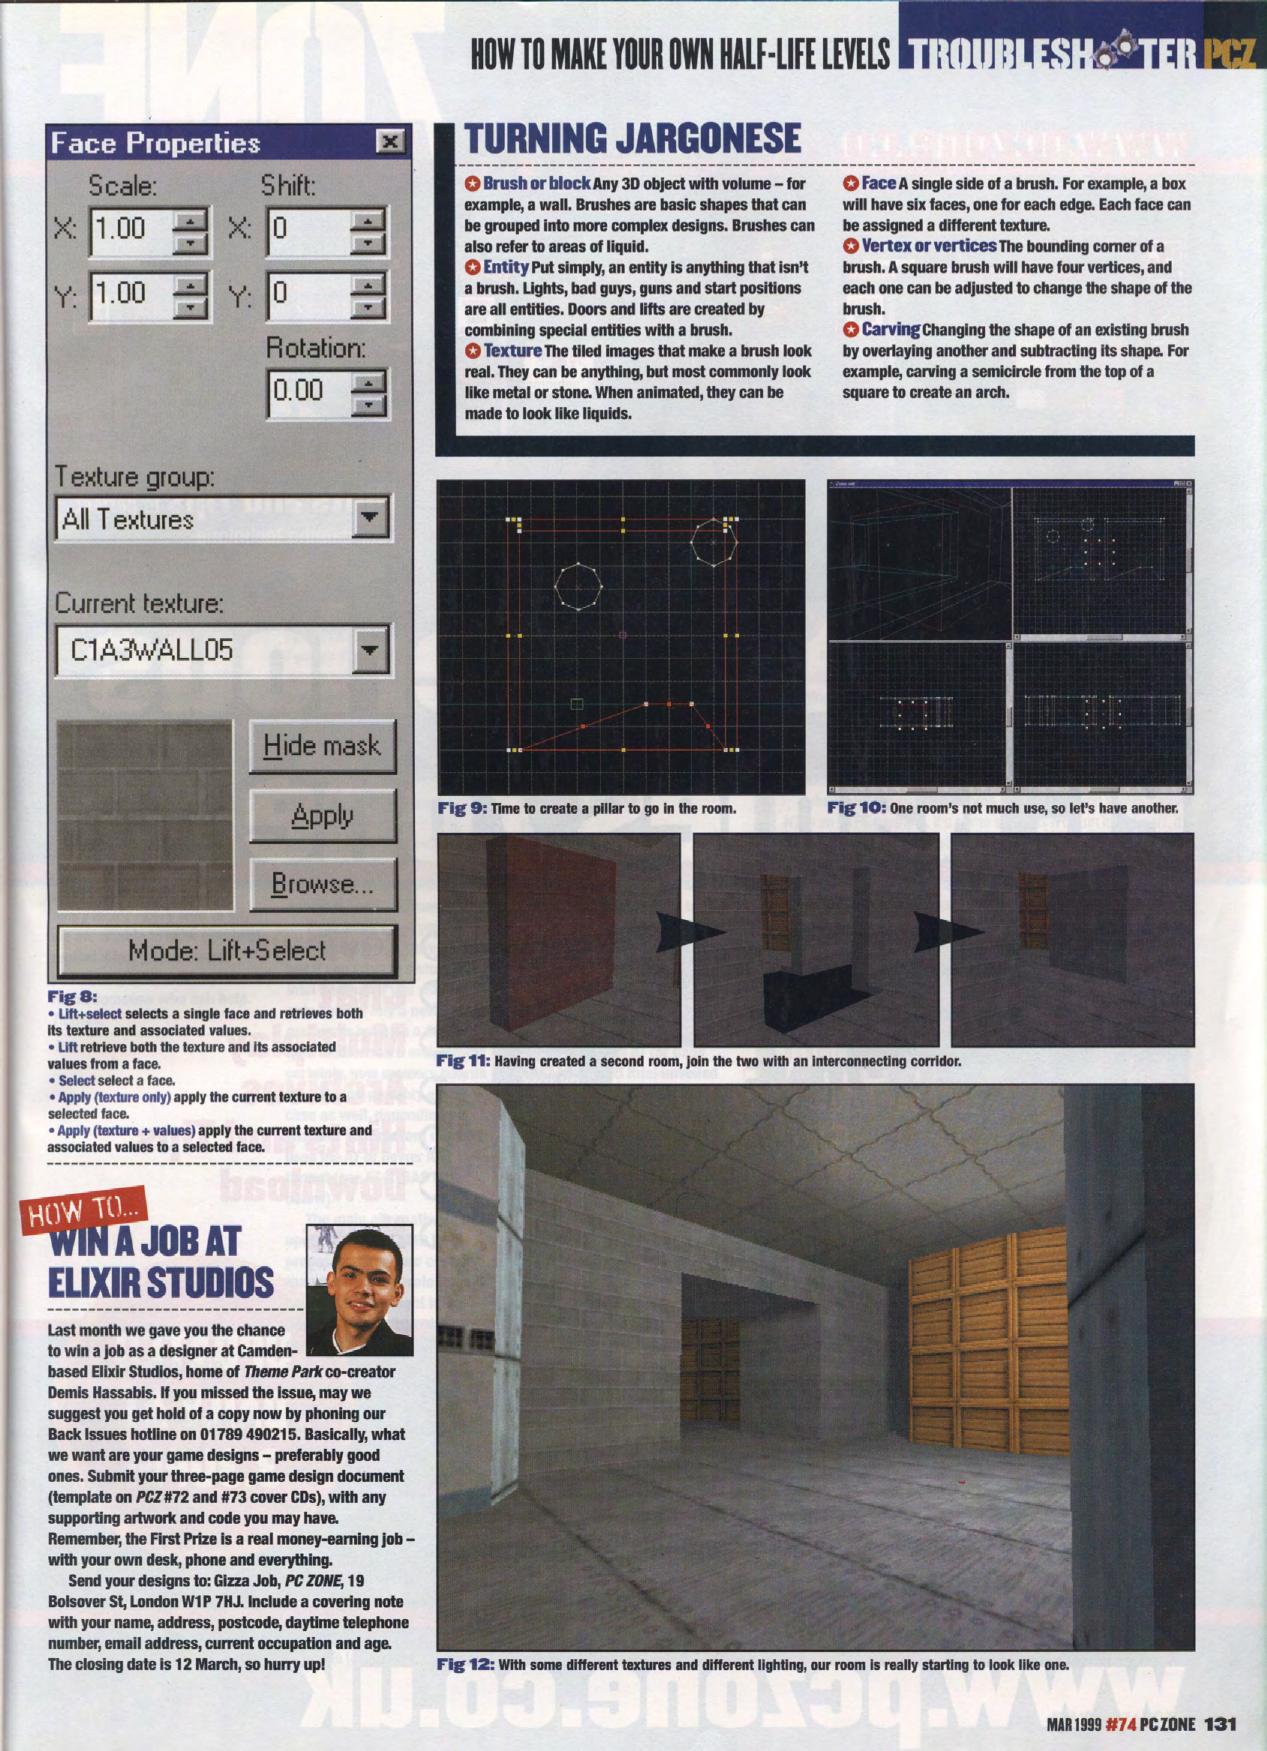 HOW TO MAKE YOUR OWN HALF-LIFE LEVELS TROUBLESHOOTER PCZ
Face Properties
Scale: Shift:
X: 1.00 X: 0
Y: 1.00 Y: 0
Rotation:
0.00
Texture group:
All Textures
Current texture:
C1A3WALL05
Hide mask
Apply
Browse...
Mode: Lift+Select
Fig 8:
• Lift+select selects a single face and retrieves both
its texture and associated values.
• Lift retrieve both the texture and its associated
values from a face.
• Select select a face.
• Apply (texture only) apply the current texture to a
selected face.
• Apply (texture + values) apply the current texture and
associated values to a selected face.
TURNING JARGONESE
Brush or block Any 3D object with volume – for
example, a wall. Brushes are basic shapes that can
be grouped into more complex designs. Brushes can
also refer to areas of liquid.
Entity Put simply, an entity is anything that isn't
a brush. Lights, bad guys, guns and start positions
are all entities. Doors and lifts are created by
combining special entities with a brush.
Texture The tiled images that make a brush look
real. They can be anything, but most commonly look
like metal or stone. When animated, they can be
made to look like liquids.
Face A single side of a brush. For example, a box
will have six faces, one for each edge. Each face can
be assigned a different texture.
Vertex or vertices The bounding corner of a
brush. A square brush will have four vertices, and
each one can be adjusted to change the shape of the
brush.
Carving Changing the shape of an existing brush
by overlaying another and subtracting its shape. For
example, carving a semicircle from the top of a
square to create an arch.
Fig 9: Time to create a pillar to go in the room.
Fig 10: One room's not much use, so let's have another.
Fig 11: Having created a second room, join the two with an interconnecting corridor.
Fig 12: With some different textures and different lighting, our room is really starting to look like one.
HOW TO...
WIN A JOB AT
ELIXIR STUDIOS
Last month we gave you the chance
to win a job as a designer at Camden-
based Elixir Studios, home of Theme Park co-creator
Demis Hassabis. If you missed the issue, may we
suggest you get hold of a copy now by phoning our
Back Issues hotline on 01789 490215. Basically, what
we want are your game designs – preferably good
ones. Submit your three-page game design document
(template on PCZ #72 and #73 cover CDs), with any
supporting artwork and code you may have.
Remember, the First Prize is a real money-earning job –
with your own desk, phone and everything.
Send your designs to: Gizza Job, PC ZONE, 19
Bolsover St, London W1P 7HJ. Include a covering note
with your name, address, postcode, daytime telephone
number, email address, current occupation and age.
The closing date is 12 March, so hurry up!
MAR 1999 #74 PC ZONE 131